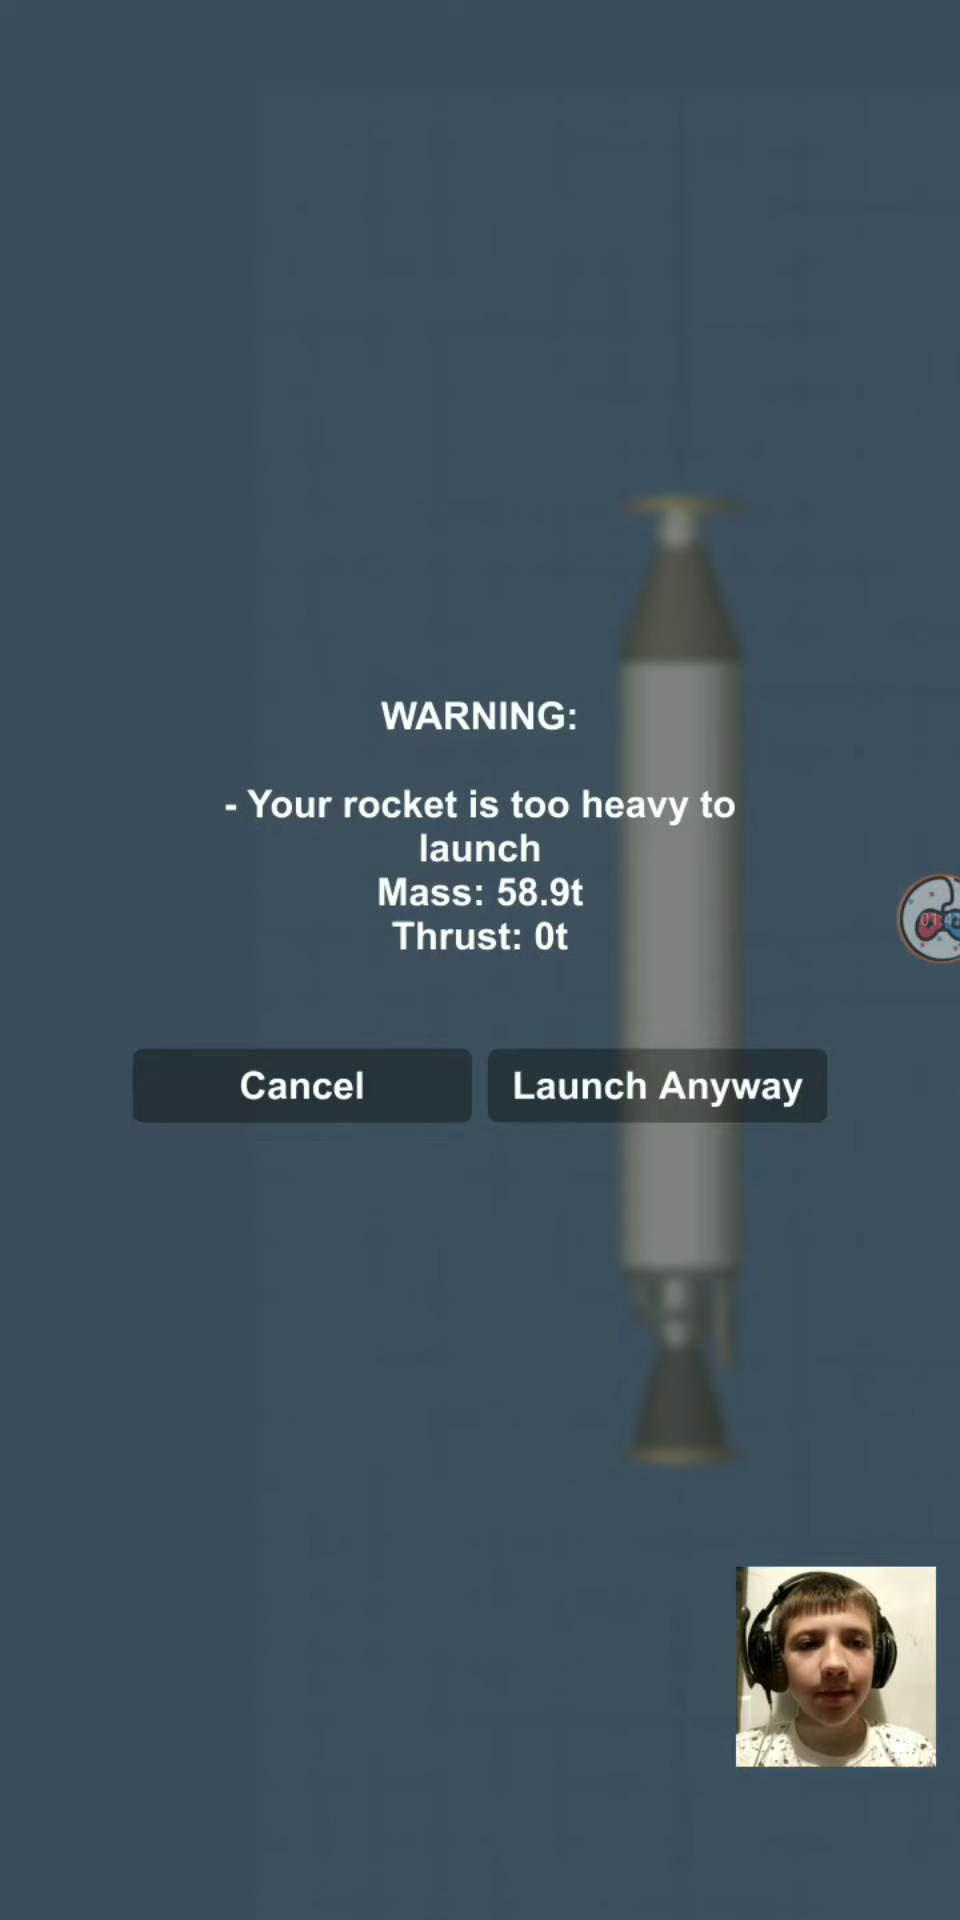 WARNING:
- Your rocket is too heavy to
launch
Mass: 58.9t
Thrust: 0t
Cancel
Launch Anyway